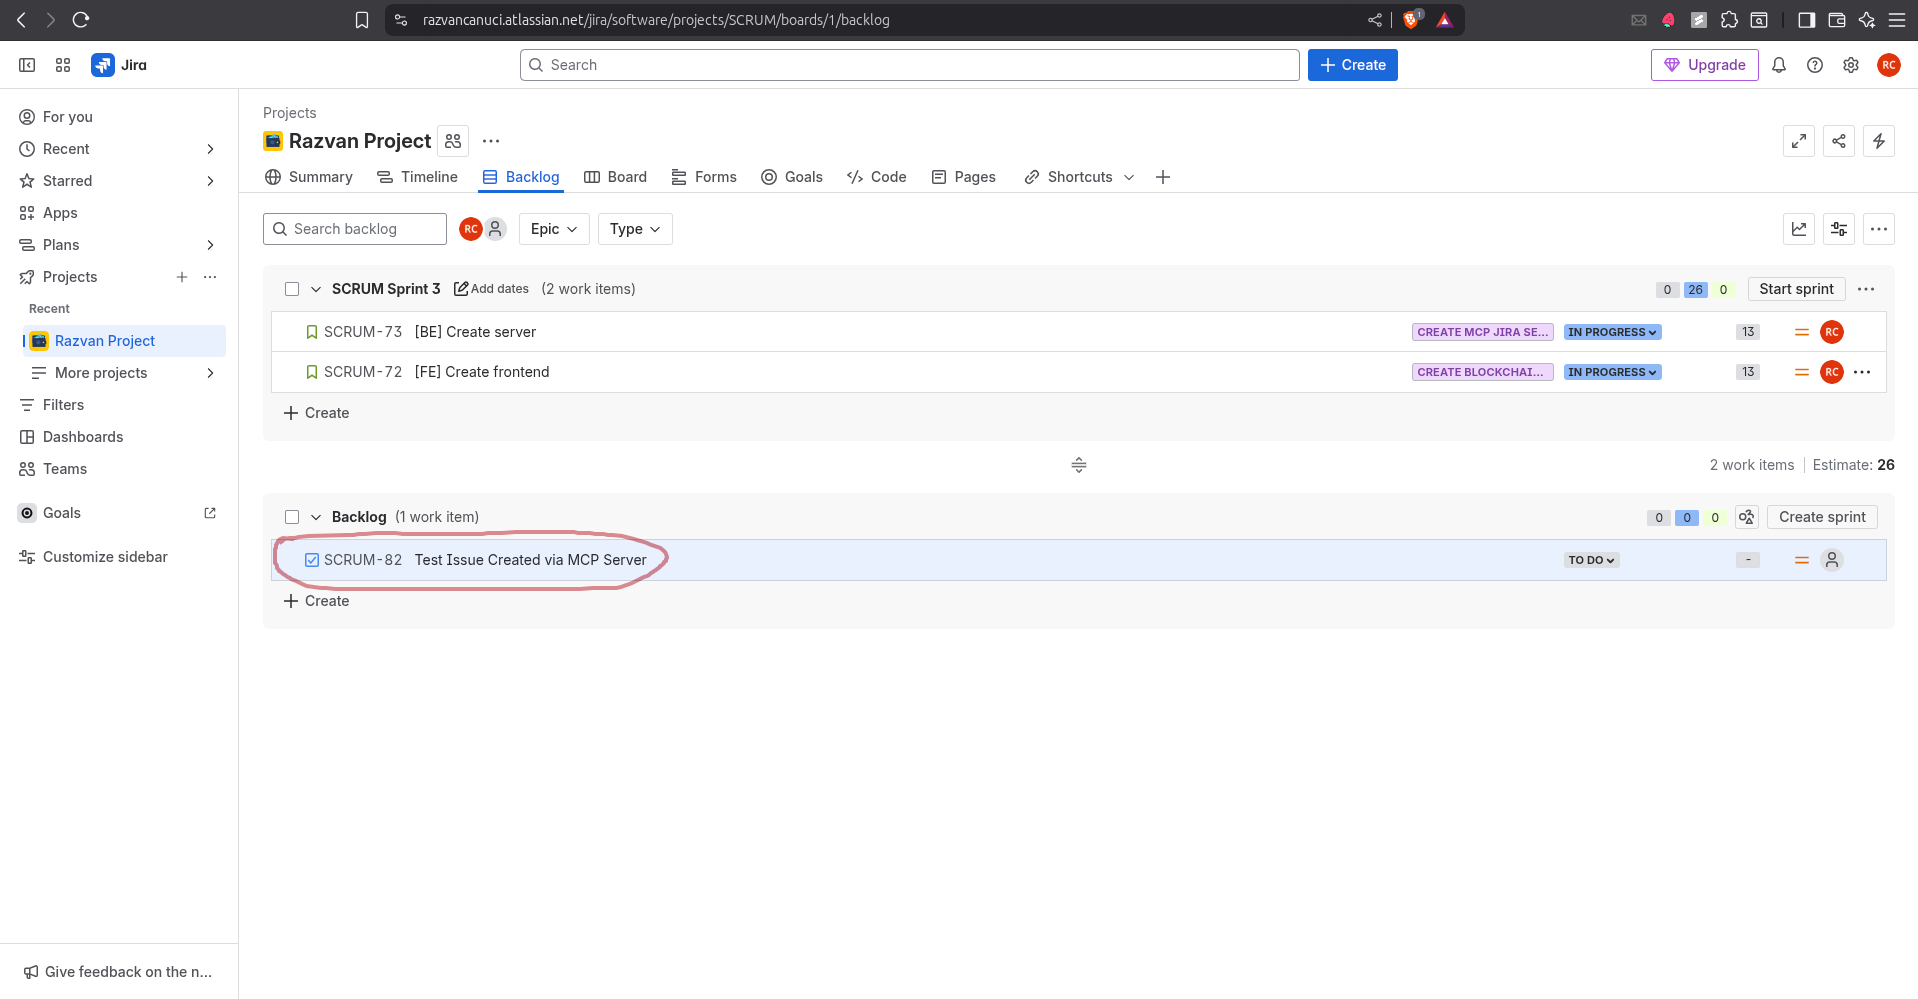 razvancanuci.atlassian.net/jira/software/projects/SCRUM/boards/1/backlog
1
Jira
Search
Create
Upgrade
RC
For you
Recent
Starred
Apps
Plans
Projects
Recent
Razvan Project
More projects
Filters
Dashboards
Teams
Goals
Customize sidebar
Give feedback on the n...
Projects
Razvan Project
Summary Timeline Backlog Board Forms Goals Code Pages Shortcuts
Search backlog RC Epic Type
SCRUM Sprint 3 Add dates (2 work items) 0 26 0 Start sprint
SCRUM-73 [BE] Create server CREATE MCP JIRA SE... IN PROGRESS 13 RC
SCRUM-72 [FE] Create frontend CREATE BLOCKCHAI... IN PROGRESS 13 RC
Create
2 work items Estimate: 26
Backlog (1 work item) 0 0 0 Create sprint
SCRUM-82 Test Issue Created via MCP Server TO DO -
Create